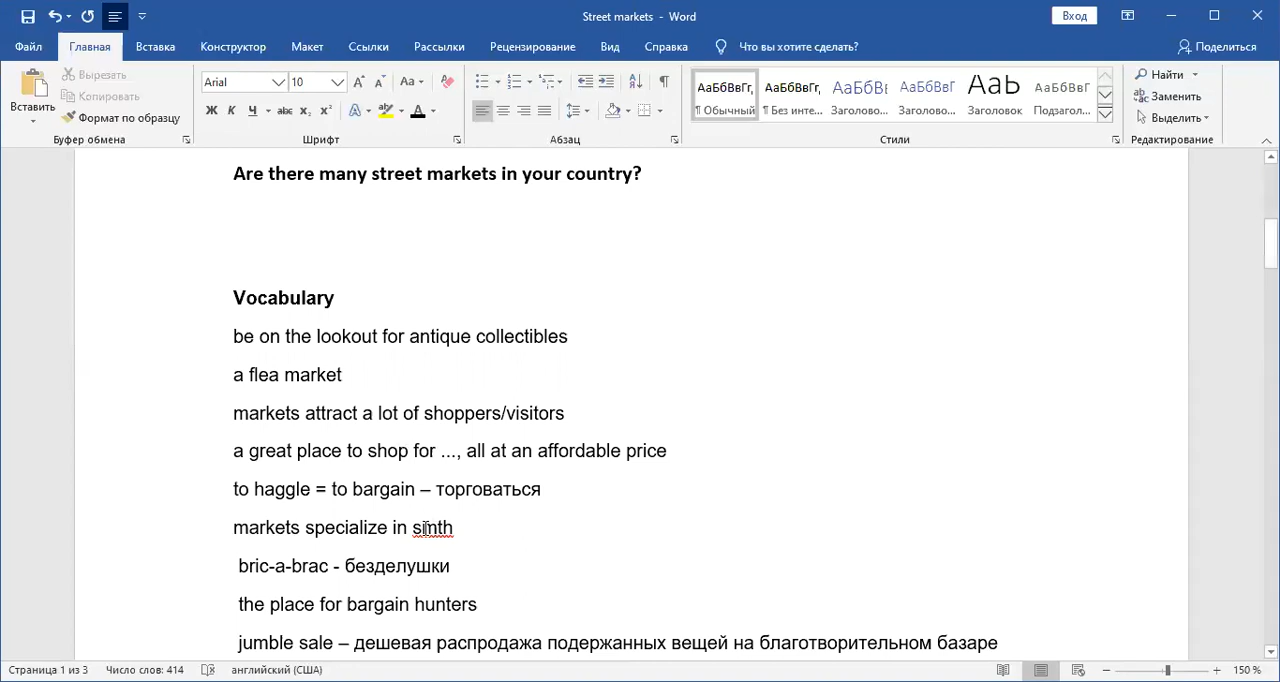 Street markets - Word
Вход
Файл Главная Вставка Конструктор Макет Ссылки Рассылки Рецензирование Вид Справка Что вы хотите сделать? Поделиться
Вставить
Вырезать
Копировать
Формат по образцу
Буфер обмена
Arial 10
Aa
Ж К Ч abc x₂ x²
Шрифт
Абзац
АаБбВвГг, АаБбВвГг, АаБбВі АаБбВвГ АаЬ АаБбВвГ
¶ Обычный ¶ Без инте... Заголово... Заголово... Заголовок Подзагол...
Стили
Найти
Заменить
Выделить
Редактирование
Are there many street markets in your country?
Vocabulary
be on the lookout for antique collectibles
a flea market
markets attract a lot of shoppers/visitors
a great place to shop for ..., all at an affordable price
to haggle = to bargain – торговаться
markets specialize in smth
bric-a-brac - безделушки
the place for bargain hunters
jumble sale – дешевая распродажа подержанных вещей на благотворительном базаре
Страница 1 из 3 Число слов: 414 английский (США) 150 %